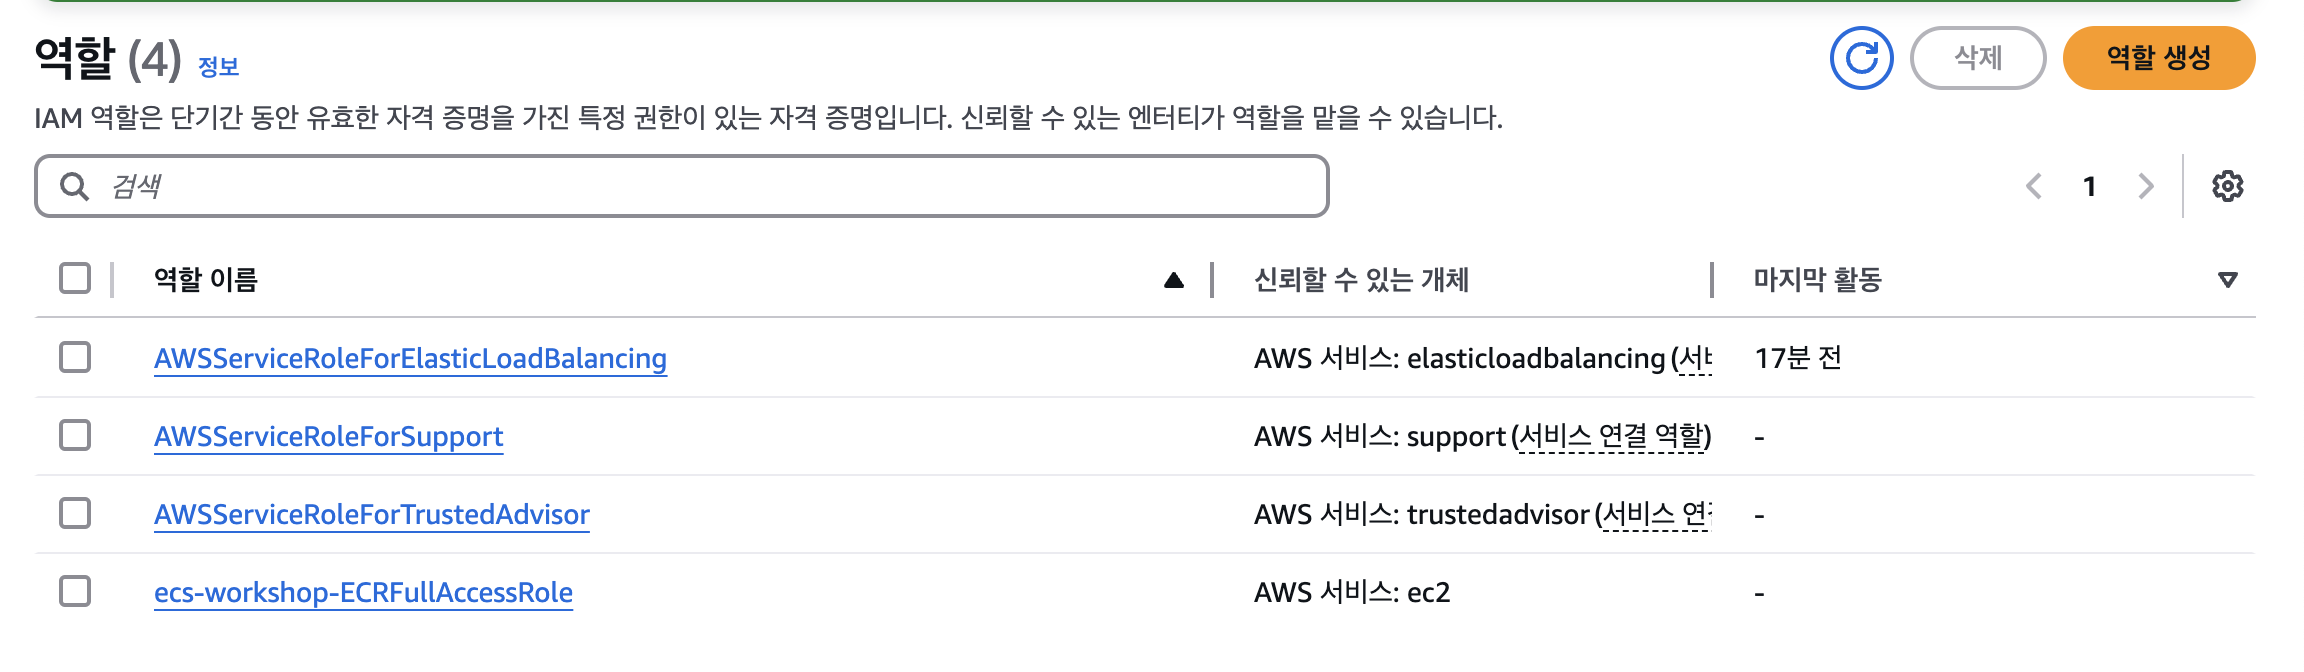 역할 (4) 정보
삭제
역할 생성
IAM 역할은 단기간 동안 유효한 자격 증명을 가진 특정 권한이 있는 자격 증명입니다. 신뢰할 수 있는 엔터티가 역할을 맡을 수 있습니다.
검색
1
역할 이름 신뢰할 수 있는 개체 마지막 활동
AWSServiceRoleForElasticLoadBalancing AWS 서비스: elasticloadbalancing (서 17분 전
AWSServiceRoleForSupport AWS 서비스: support (서비스 연결 역할) -
AWSServiceRoleForTrustedAdvisor AWS 서비스: trustedadvisor (서비스 연 -
ecs-workshop-ECRFullAccessRole AWS 서비스: ec2 -